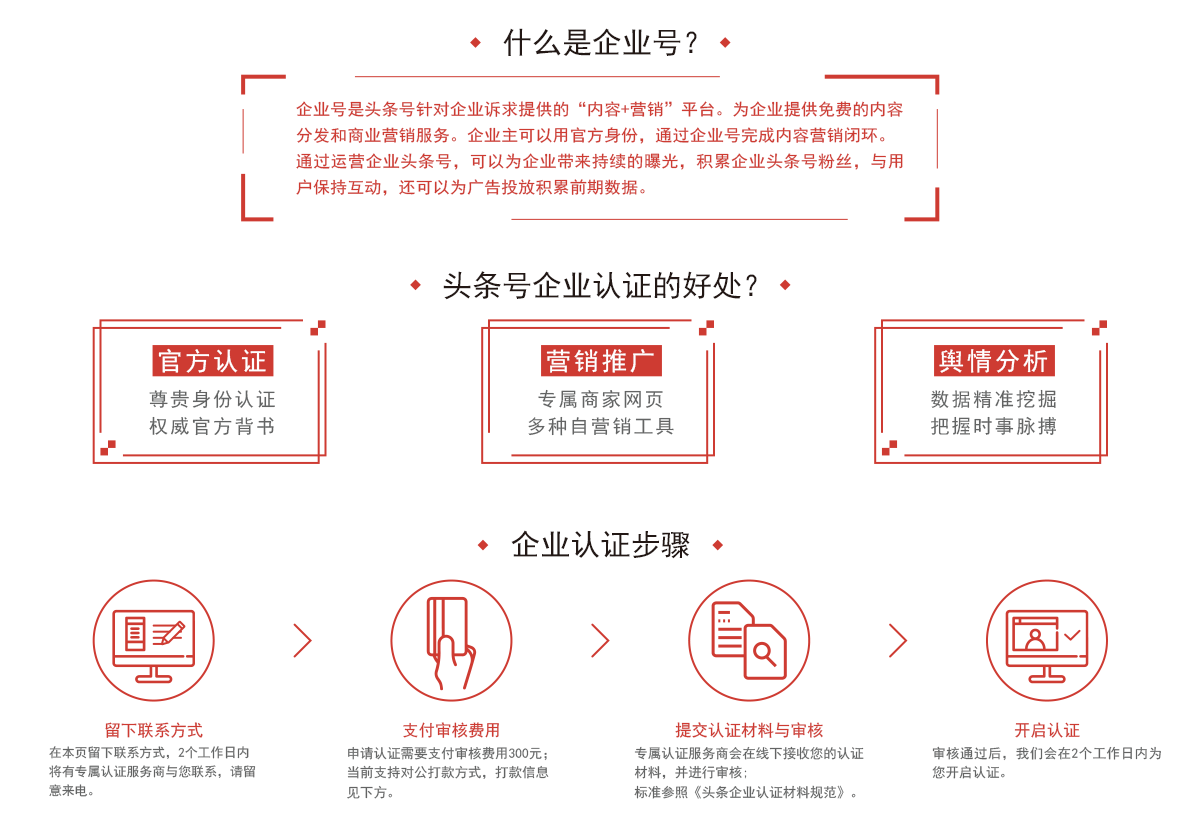 什么是企业号？
企业号是头条号针对企业诉求提供的“内容+营销”平台。为企业提供免费的内容
分发和商业营销服务。企业主可以用官方身份，通过企业号完成内容营销闭环。
通过运营企业头条号，可以为企业带来持续的曝光，积累企业头条号粉丝，与用
户保持互动，还可以为广告投放积累前期数据。
头条号企业认证的好处？
官方认证
尊贵身份认证
权威官方背书
营销推广
专属商家网页
多种自营销工具
舆情分析
数据精准挖掘
把握时事脉搏
企业认证步骤
留下联系方式
在本页留下联系方式，2个工作日内
将有专属认证服务商与您联系，请留
意来电。
支付审核费用
申请认证需要支付审核费用300元；
当前支持对公打款方式，打款信息
见下方。
提交认证材料与审核
专属认证服务商会在线下接收您的认证
材料，并进行审核；
标准参照《头条企业认证材料规范》。
开启认证
审核通过后，我们会在2个工作日内为
您开启认证。